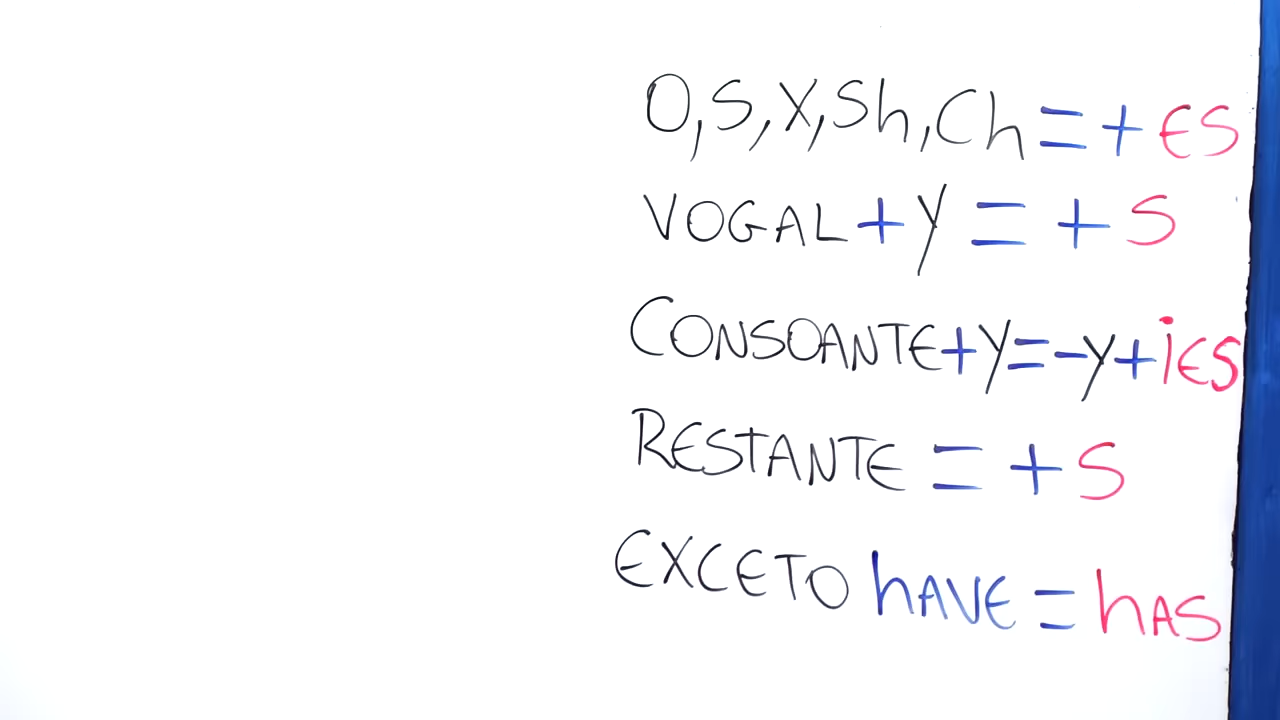 O, S, X, Sh, Ch = + ES
VOGAL + Y = + S
CONSOANTE + Y = - Y + iES
RESTANTE = + S
EXCETO hAVE = hAS